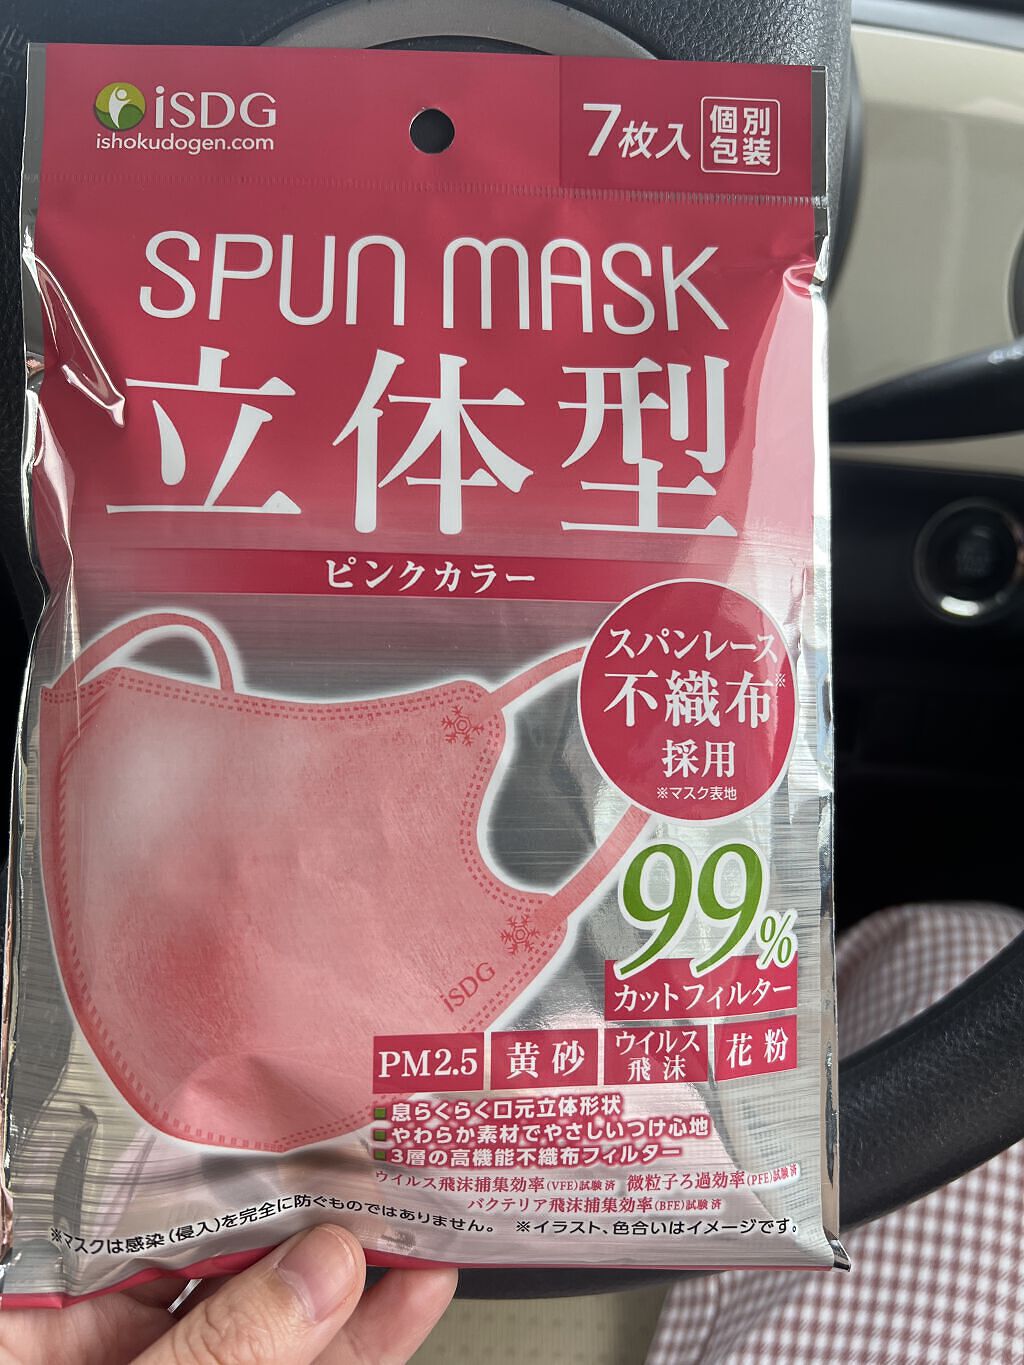 iSDG
ishokudogen.com
7枚入
個別
包装
SPUN MASK
立体型
ピンクカラー
スパンレース
不織布※
採用
※マスク表地
99%
カットフィルター
PM2.5
黄砂
ウイルス
飛沫
花粉
iSDG
息らくらく口元立体形状
やわらか素材でやさしいつけ心地
3層の高機能不織布フィルター
ウイルス飛沫捕集効率(VFE)試験済 微粒子ろ過効率(PFE)試験済
バクテリア飛沫捕集効率(BFE)試験済
※マスクは感染(侵入)を完全に防ぐものではありません。 ※イラスト、色合いはイメージです。